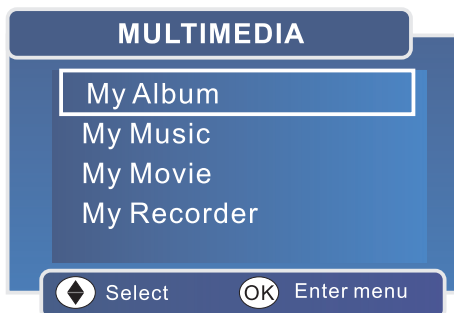 MULTIMEDIA
My Album
My Music
My Movie
My Recorder
Select OK Enter menu